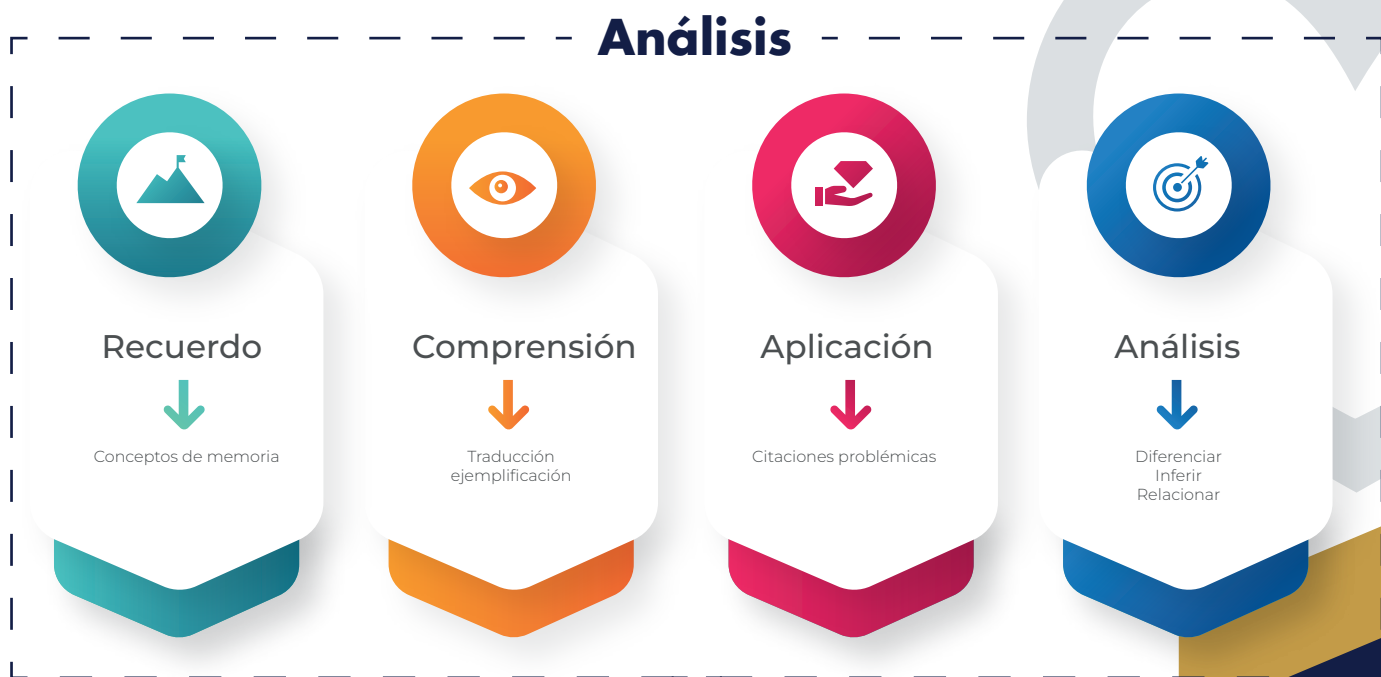 Análisis
Recuerdo
Conceptos de memoria
Comprensión
Traducción
ejemplificación
Aplicación
Citaciones problémicas
Análisis
Diferenciar
Inferir
Relacionar